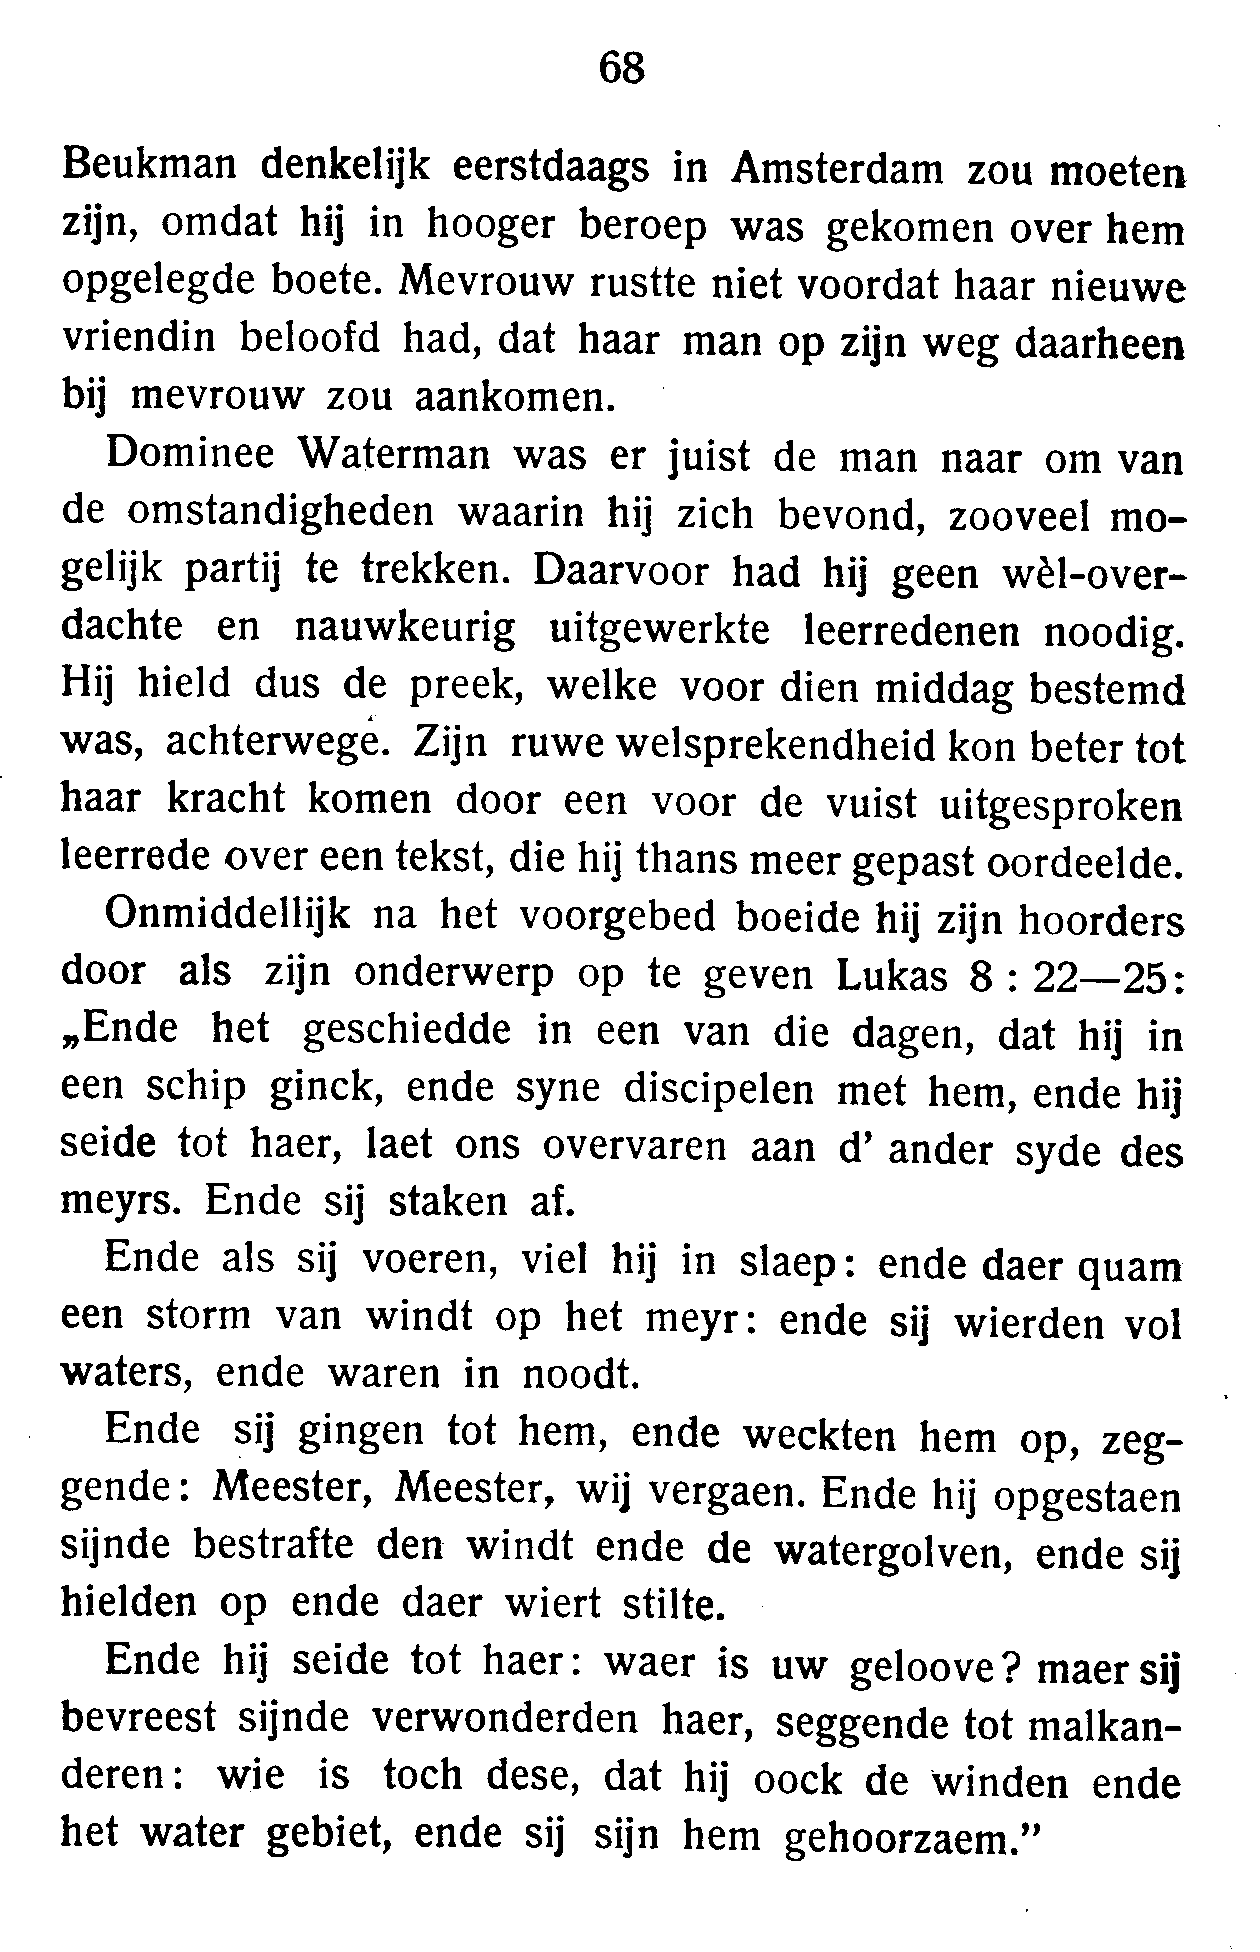 68
Beukman denkelijk eerstdaags in Amsterdam zou moeten
zijn, omdat hij in hooger beroep was gekomen over hem
opgelegde boete. Mevrouw rustte niet voordat haar nieuwe
vriendin beloofd had, dat haar man op zijn weg daarheen
bij mevrouw zou aankomen.
Dominee Waterman was er juist de man naar om van
de omstandigheden waarin hij zich bevond, zooveel mo-
gelijk partij te trekken. Daarvoor had hij geen wèl-over-
dachte en nauwkeurig uitgewerkte leerredenen noodig.
Hij hield dus de preek, welke voor dien middag bestemd
was, achterwege. Zijn ruwe welsprekendheid kon beter tot
haar kracht komen door een voor de vuist uitgesproken
leerrede over een tekst, die hij thans meer gepast oordeelde.
Onmiddellijk na het voorgebed boeide hij zijn hoorders
door als zijn onderwerp op te geven Lukas 8 : 22—25:
„Ende het geschiedde in een van die dagen, dat hij in
een schip ginck, ende syne discipelen met hem, ende hij
seide tot haer, laet ons overvaren aan d' ander syde des
meyrs. Ende sij staken af.
Ende als sij voeren, viel hij in slaep: ende daer quam
een storm van windt op het meyr: ende sij wierden vol
waters, ende waren in noodt.
Ende sij gingen tot hem, ende weckten hem op, zeg-
gende: Meester, Meester, wij vergaen. Ende hij opgestaen
sijnde bestrafte den windt ende de watergolven, ende sij
hielden op ende daer wiert stilte.
Ende hij seide tot haer: waer is uw geloove? maer sij
bevreest sijnde verwonderden haer, seggende tot malkan-
deren: wie is toch dese, dat hij oock de winden ende
het water gebiet, ende sij sijn hem gehoorzaem.”